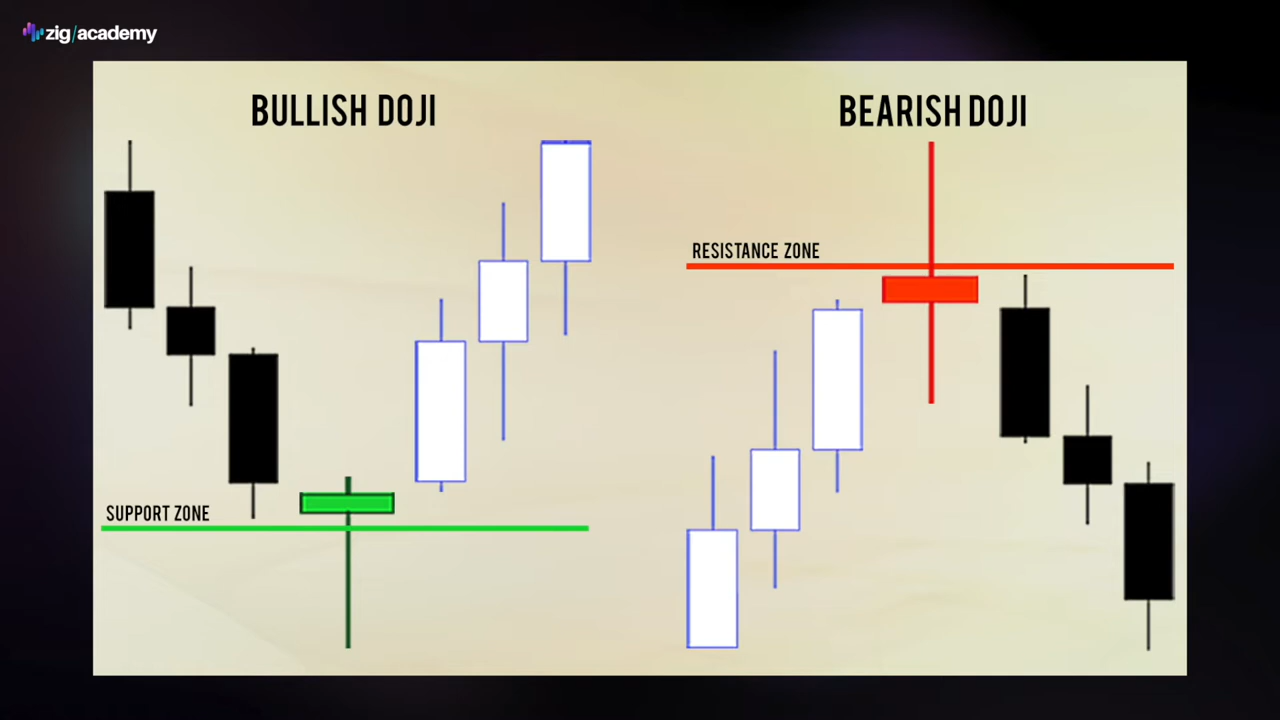 zig/academy
BULLISH DOJI
BEARISH DOJI
RESISTANCE ZONE
SUPPORT ZONE